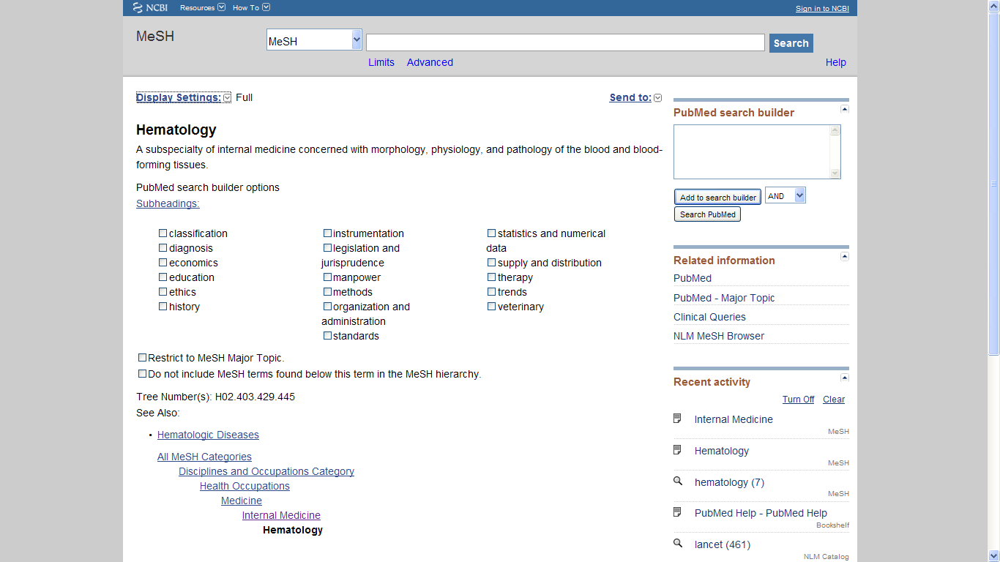 NCBI Resources How To Sign in to NCBI
MeSH MeSH Search
Limits Advanced Help
Display Settings: Full Send to:
Hematology
A subspecialty of internal medicine concerned with morphology, physiology, and pathology of the blood and blood-
forming tissues.
PubMed search builder options
Subheadings:
classification
diagnosis
economics
education
ethics
history
instrumentation
legislation and
jurisprudence
manpower
methods
organization and
administration
standards
statistics and numerical
data
supply and distribution
therapy
trends
veterinary
Restrict to MeSH Major Topic.
Do not include MeSH terms found below this term in the MeSH hierarchy.
Tree Number(s): H02.403.429.445
See Also:
• Hematologic Diseases
All MeSH Categories
Disciplines and Occupations Category
Health Occupations
Medicine
Internal Medicine
Hematology
PubMed search builder
Add to search builder AND
Search PubMed
Related information
PubMed
PubMed - Major Topic
Clinical Queries
NLM MeSH Browser
Recent activity
Turn Off Clear
Internal Medicine
MeSH
Hematology
MeSH
hematology (7)
MeSH
PubMed Help - PubMed Help
Bookshelf
lancet (461)
NLM Catalog